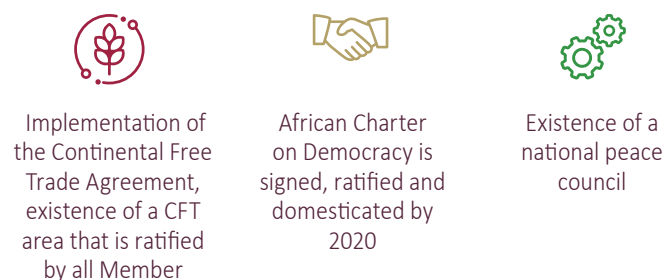 Implementation of
the Continental Free
Trade Agreement,
existence of a CFT
area that is ratified
by all Member
African Charter
on Democracy is
signed, ratified and
domesticated by
2020
Existence of a
national peace
council